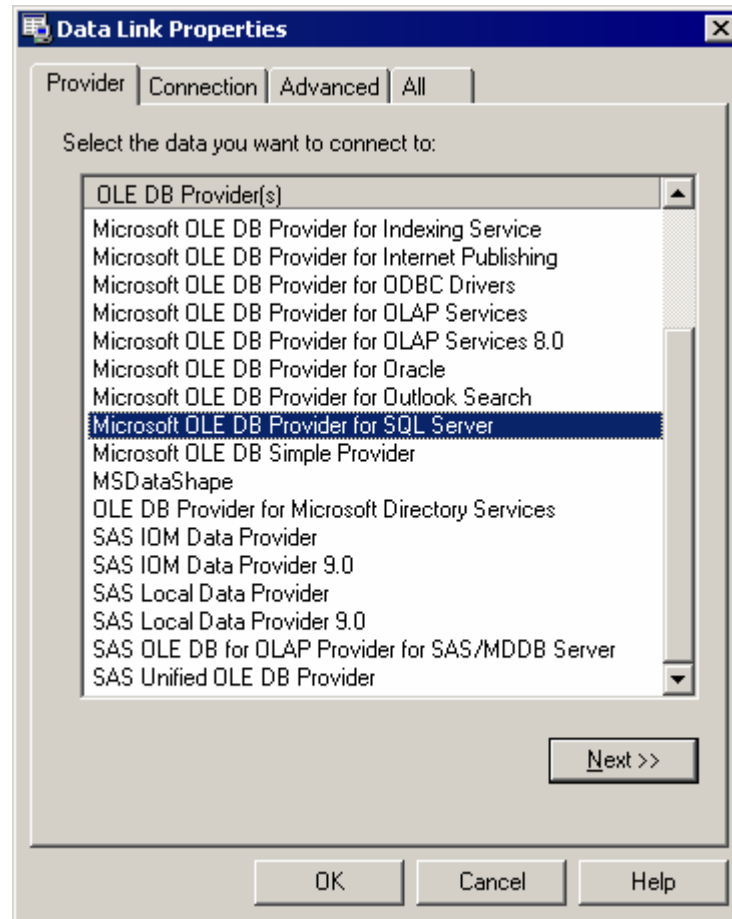 Data Link Properties
Provider Connection Advanced All
Select the data you want to connect to:
OLE DB Provider(s)
Microsoft OLE DB Provider for Indexing Service
Microsoft OLE DB Provider for Internet Publishing
Microsoft OLE DB Provider for ODBC Drivers
Microsoft OLE DB Provider for OLAP Services
Microsoft OLE DB Provider for OLAP Services 8.0
Microsoft OLE DB Provider for Oracle
Microsoft OLE DB Provider for Outlook Search
Microsoft OLE DB Provider for SQL Server
Microsoft OLE DB Simple Provider
MSDataShape
OLE DB Provider for Microsoft Directory Services
SAS IOM Data Provider
SAS IOM Data Provider 9.0
SAS Local Data Provider
SAS Local Data Provider 9.0
SAS OLE DB for OLAP Provider for SAS/MDDB Server
SAS Unified OLE DB Provider
Next >>
OK Cancel Help